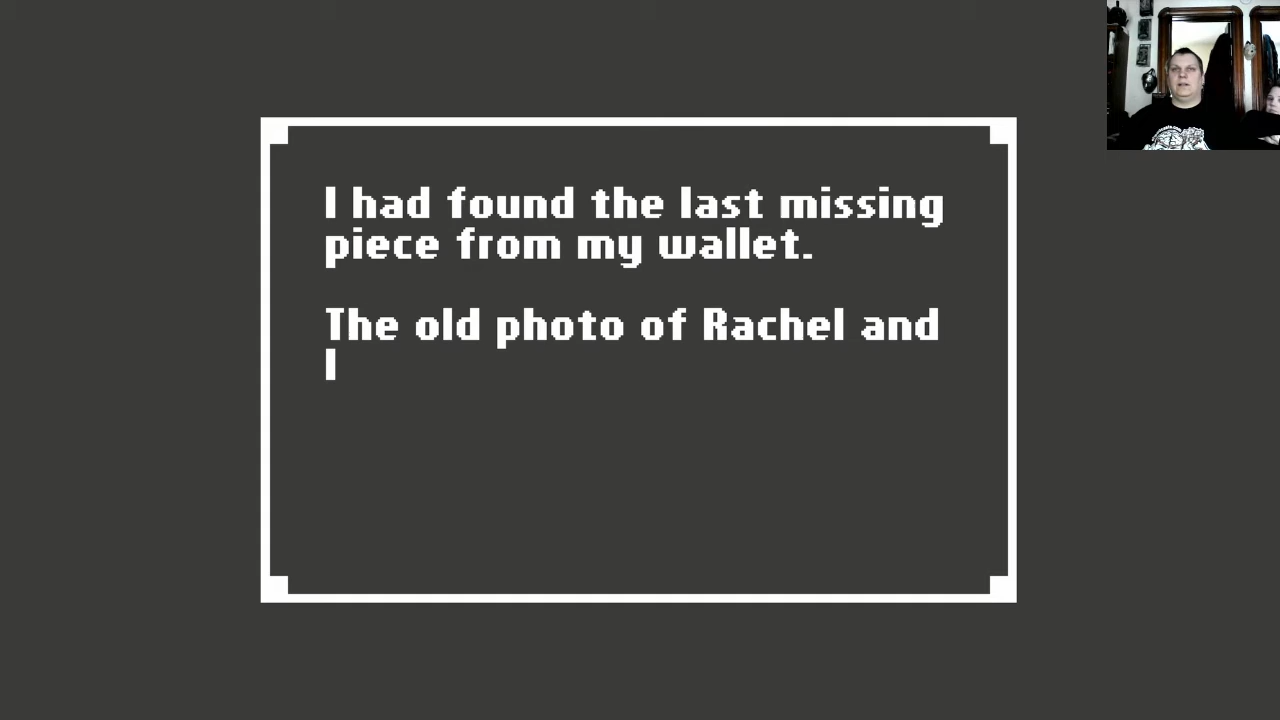 I had found the last missing
piece from my wallet.
The old photo of Rachel and
I